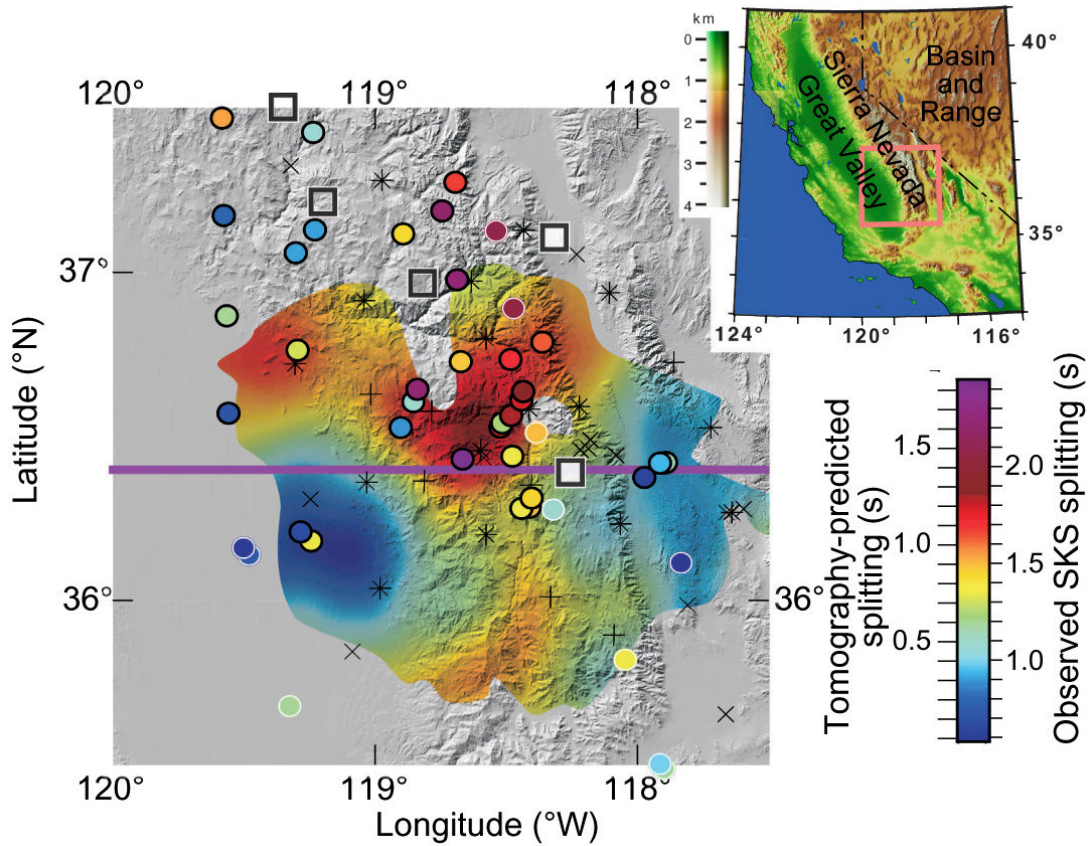 km
0
1
2
3
4
Sierra Nevada
Great Valley
Basin
and
Range
40°
35°
124
120
116
120°
119°
118°
37°
36°
36°
120°
119°
118°
Latitude (°N)
Longitude (°W)
Tomography-predicted
splitting (s)
1.5
1.0
0.5
2.0
1.5
1.0
Observed SKS splitting (s)